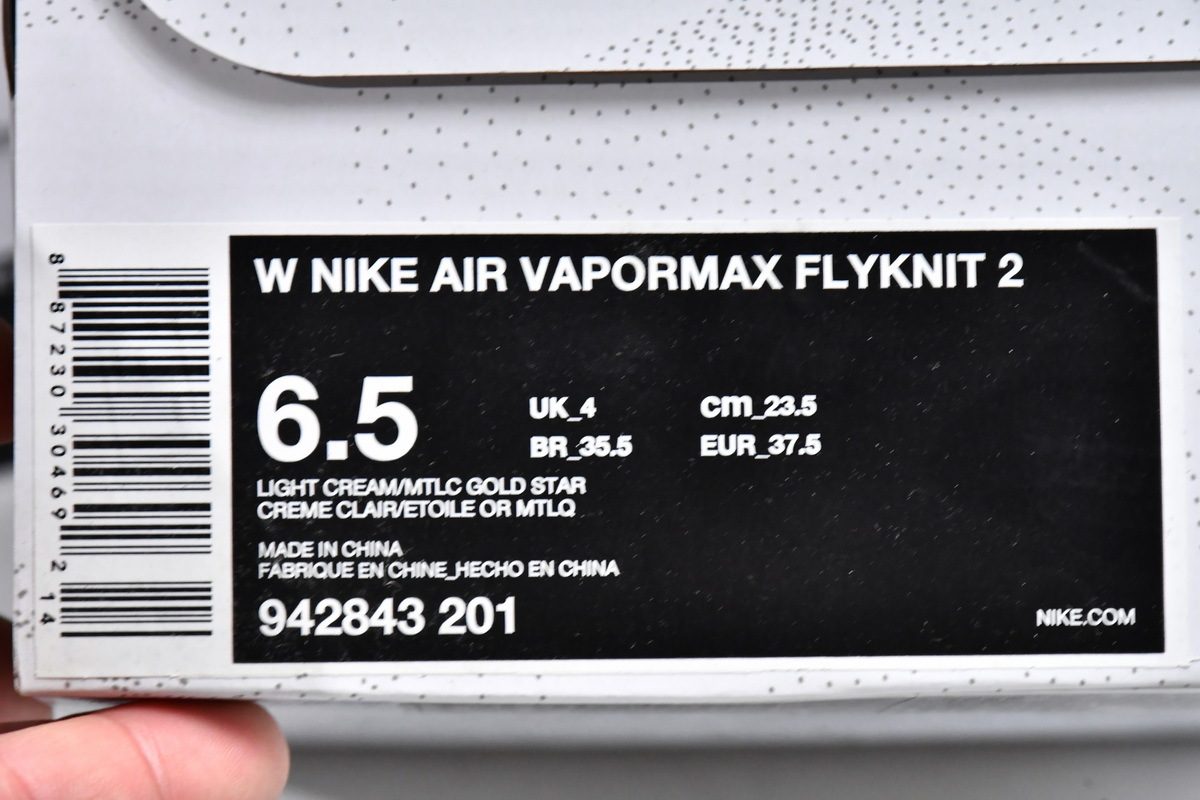 8 87230 30469 2 14
W NIKE AIR VAPORMAX FLYKNIT 2
6.5
UK_4 cm_23.5
BR_35.5 EUR_37.5
LIGHT CREAM/MTLC GOLD STAR
CREME CLAIR/ETOILE OR MTLQ
MADE IN CHINA
FABRIQUE EN CHINE_HECHO EN CHINA
942843 201
NIKE.COM